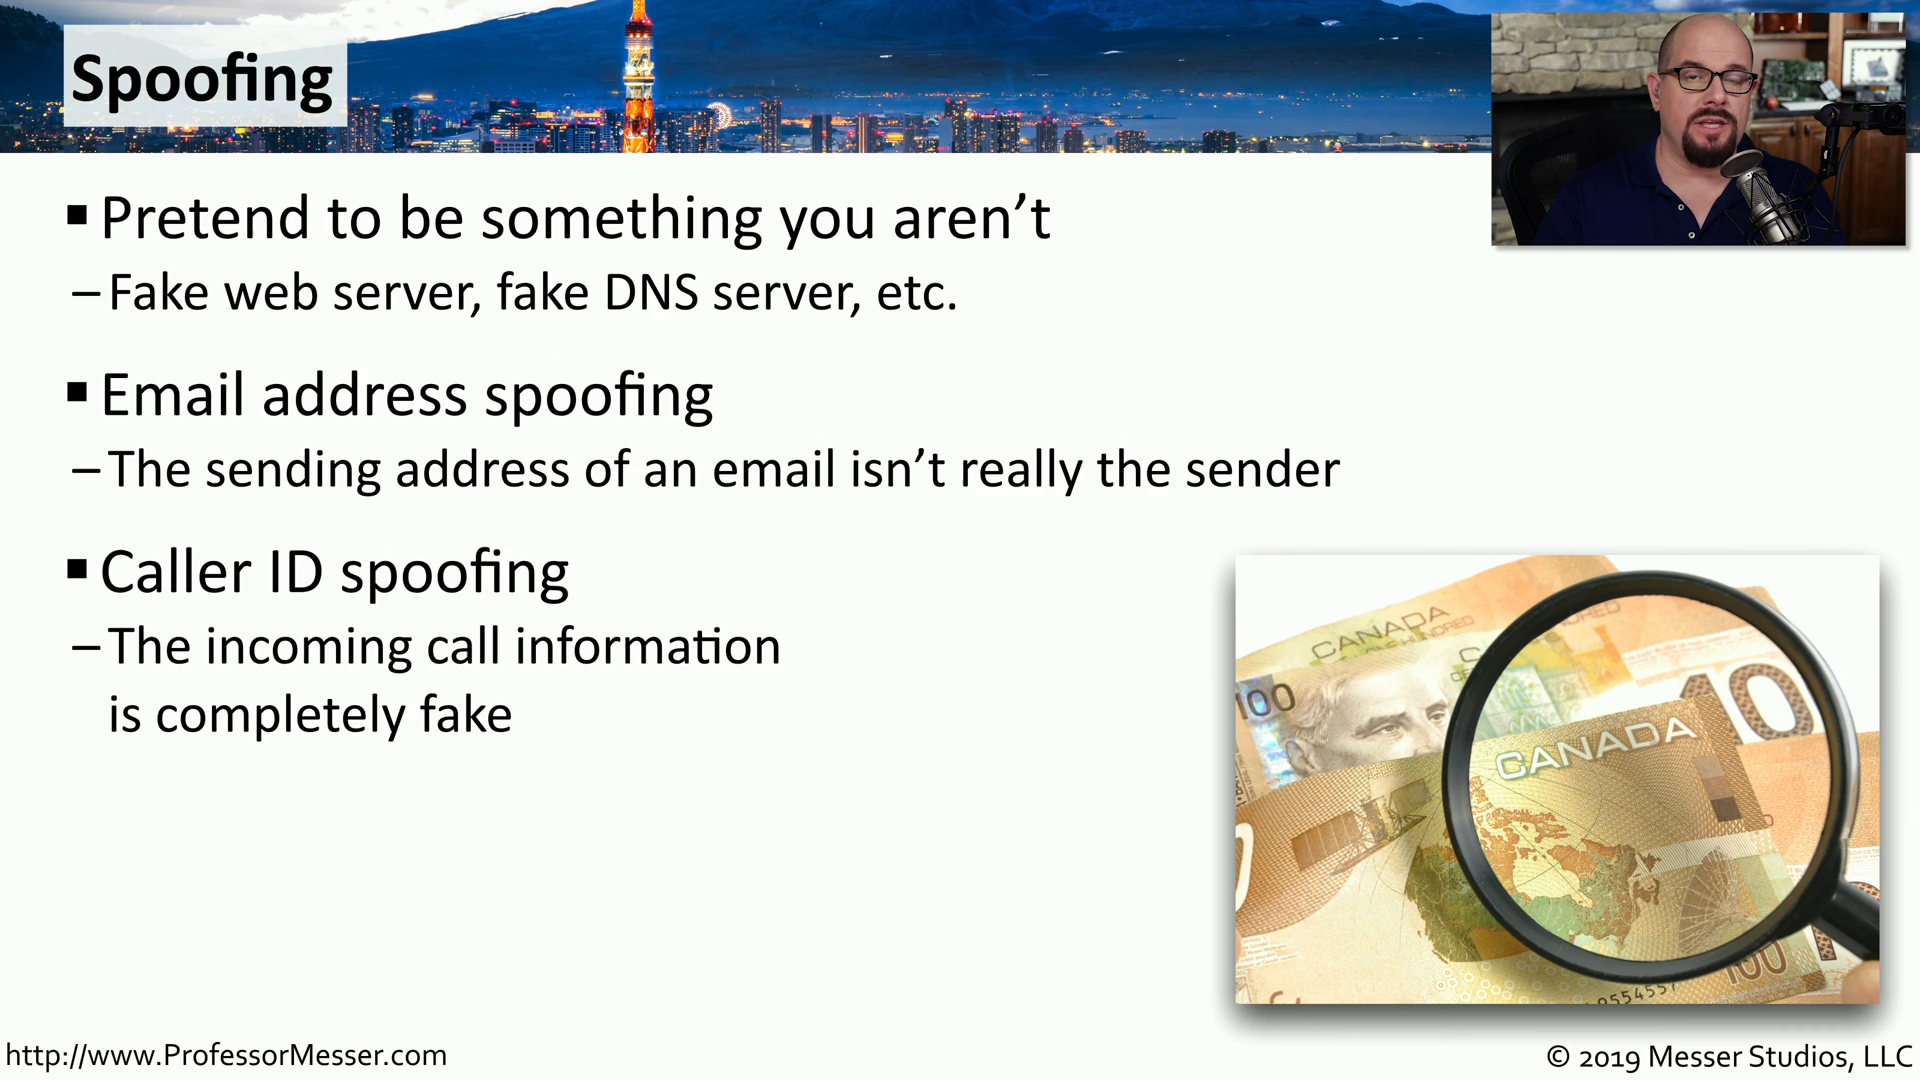 Spoofing
▪ Pretend to be something you aren’t
– Fake web server, fake DNS server, etc.
▪ Email address spoofing
– The sending address of an email isn’t really the sender
▪ Caller ID spoofing
– The incoming call information
is completely fake
CANADA
100
CANADA
10
100
http://www.ProfessorMesser.com
© 2019 Messer Studios, LLC